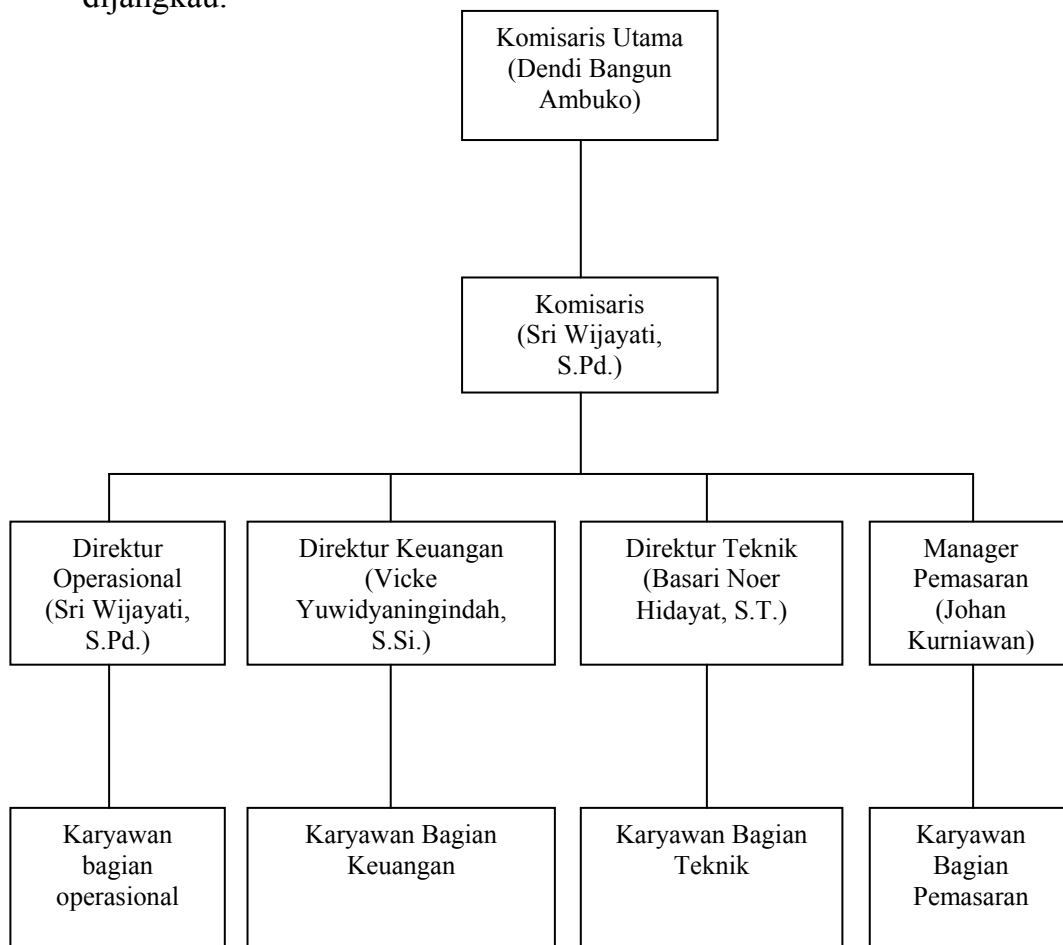 dijangkau.
Komisaris Utama
(Dendi Bangun
Ambuko)
Komisaris
(Sri Wijayati,
S.Pd.)
Direktur
Operasional
(Sri Wijayati,
S.Pd.)
Direktur Keuangan
(Vicke
Yuwidyaningindah,
S.Si.)
Direktur Teknik
(Basari Noer
Hidayat, S.T.)
Manager
Pemasaran
(Johan
Kurniawan)
Karyawan
bagian
operasional
Karyawan Bagian
Keuangan
Karyawan Bagian
Teknik
Karyawan
Bagian
Pemasaran